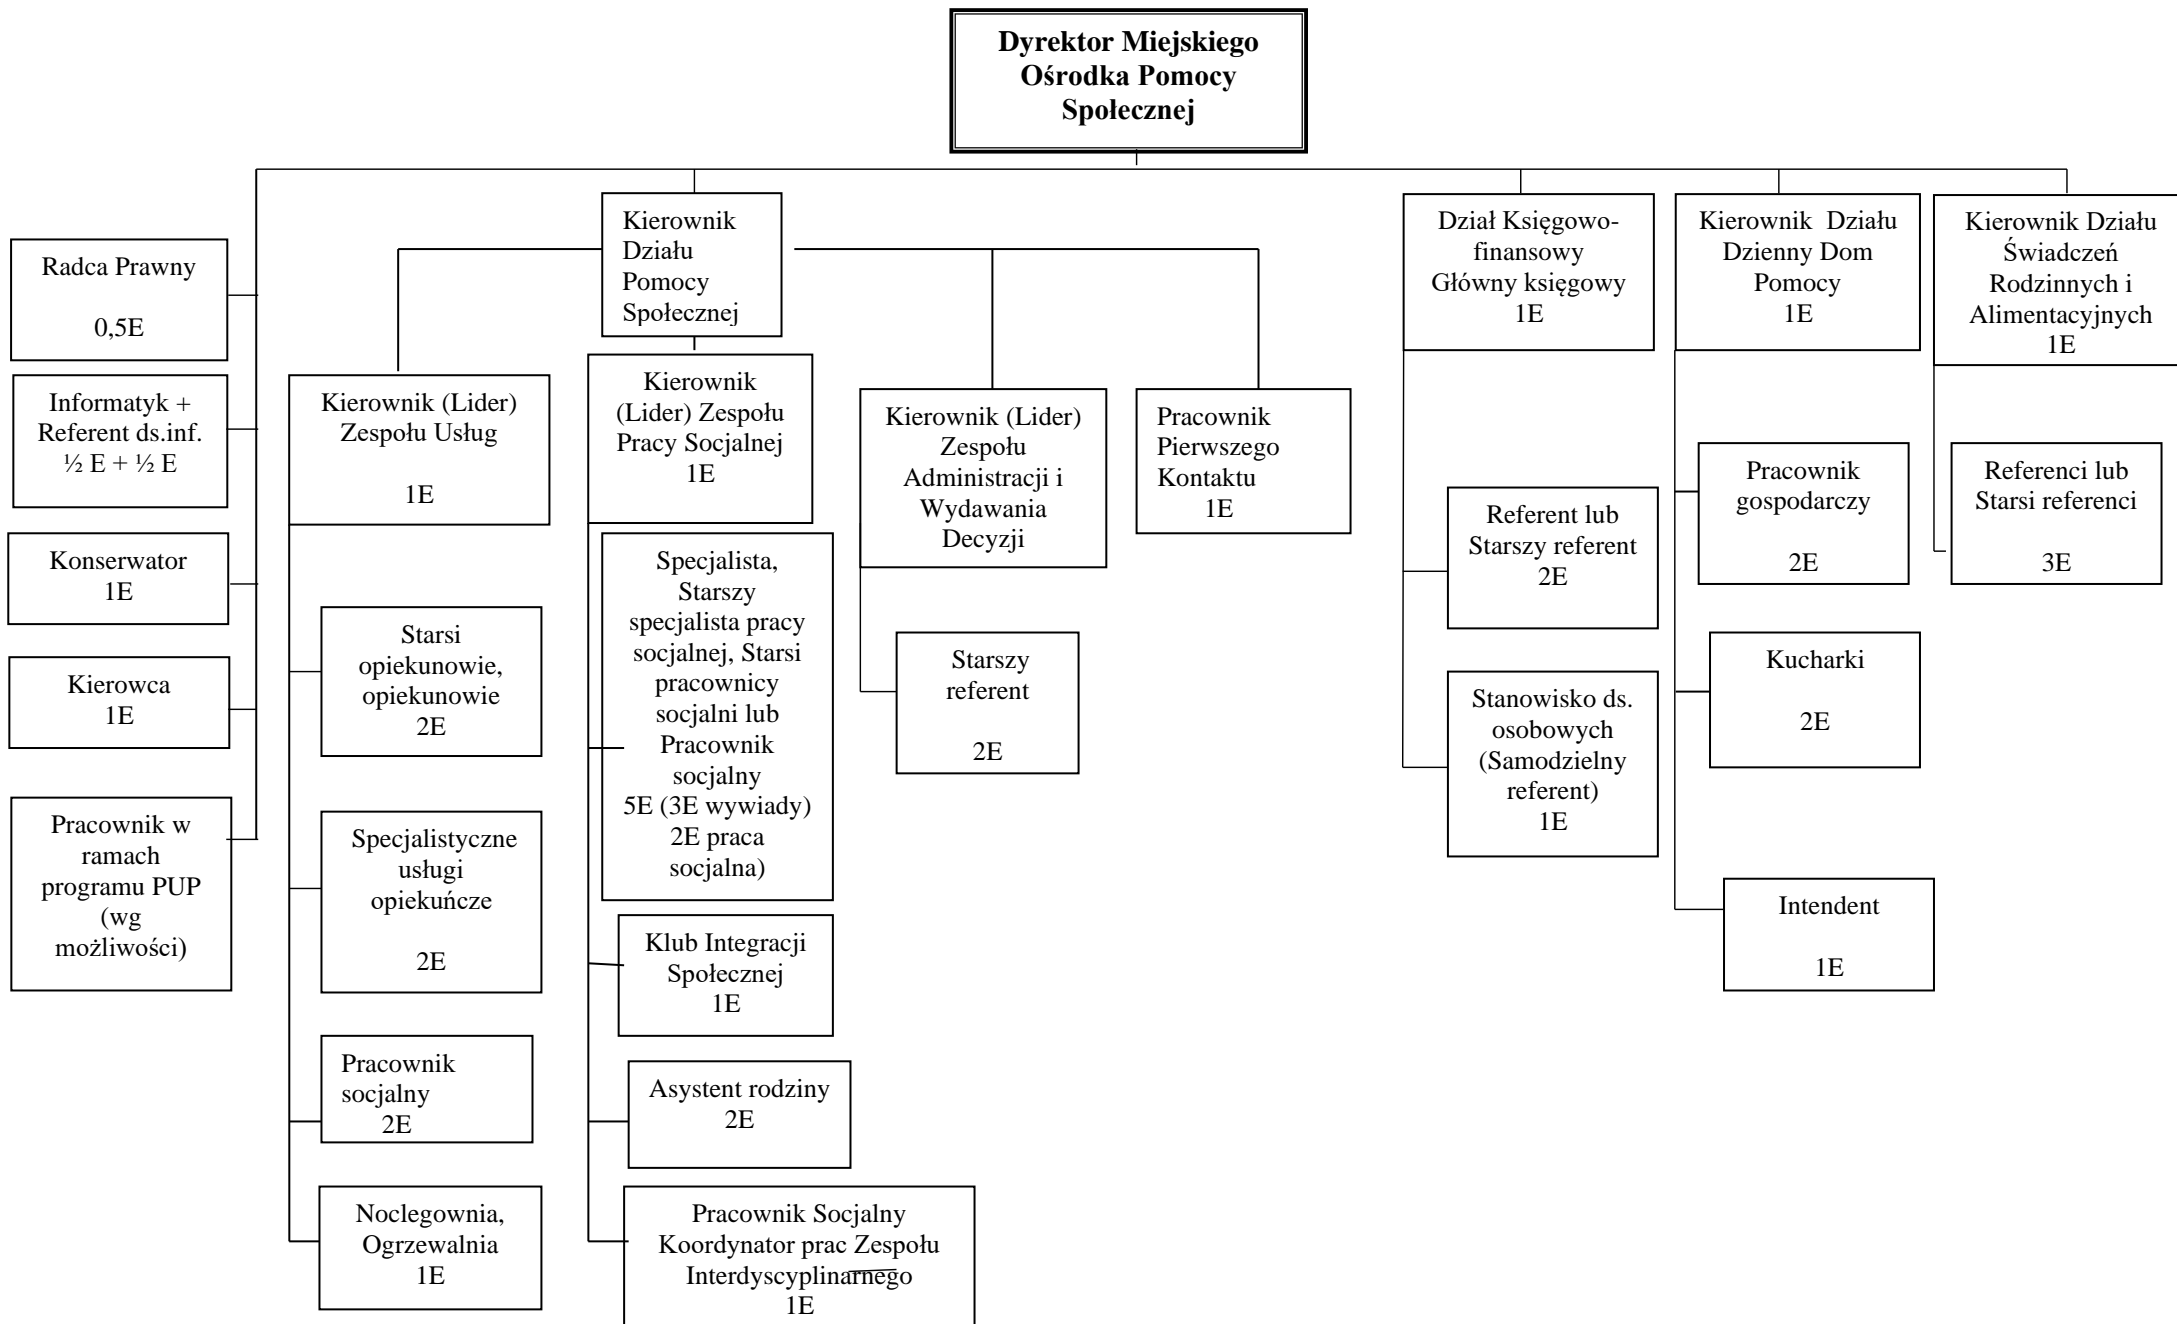 Dyrektor Miejskiego
Ośrodka Pomocy
Społecznej
Radca Prawny
0,5E
Informatyk +
Referent ds.inf.
½ E + ½ E
Konserwator
1E
Kierowca
1E
Pracownik w
ramach
programu PUP
(wg
możliwości)
Kierownik
Działu
Pomocy
Społecznej
Kierownik (Lider)
Zespołu Usług
1E
Starsi
opiekunowie,
opiekunowie
2E
Specjalistyczne
usługi
opiekuńcze
2E
Pracownik
socjalny
2E
Noclegownia,
Ogrzewalnia
1E
Kierownik
(Lider) Zespołu
Pracy Socjalnej
1E
Specjalista,
Starszy
specjalista pracy
socjalnej, Starsi
pracownicy
socjalni lub
Pracownik
socjalny
5E (3E wywiady)
2E praca
socjalna)
Klub Integracji
Społecznej
1E
Asystent rodziny
2E
Pracownik Socjalny
Koordynator prac Zespołu
Interdyscyplinarnego
1E
Kierownik (Lider)
Zespołu
Administracji i
Wydawania
Decyzji
Starszy
referent
2E
Pracownik
Pierwszego
Kontaktu
1E
Dział Księgowo-
finansowy
Główny księgowy
1E
Referent lub
Starszy referent
2E
Stanowisko ds.
osobowych
(Samodzielny
referent)
1E
Kierownik Działu
Dzienny Dom
Pomocy
1E
Pracownik
gospodarczy
2E
Kucharki
2E
Intendent
1E
Kierownik Działu
Świadczeń
Rodzinnych i
Alimentacyjnych
1E
Referenci lub
Starsi referenci
3E